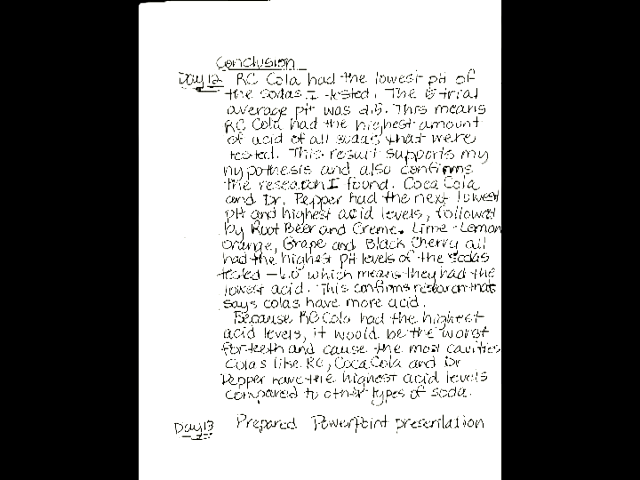 Conclusion
Day 12 RC Cola had the lowest pH of
the sodas I tested. The 5 trial
average pH was 2.5. This means
RC Cola had the highest amount
of acid of all sodas that were
tested. This result supports my
hypothesis and also confirms
the research I found. Coca Cola
and Dr. Pepper had the next lowest
pH and highest acid levels, followed
by Root Beer and Creme. Lime-Lemon
Orange, Grape and Black Cherry all
had the highest pH levels of the sodas
tested - which means they had the
lowest acid. This confirms research that
says colas have more acid.
Because RC Cola had the highest
acid levels, it would be the worst
for teeth and cause the most cavities
Colas like RC, Coca Cola and Dr
Pepper have the highest acid levels
compared to other types of soda.
Day 13 Prepared PowerPoint presentation